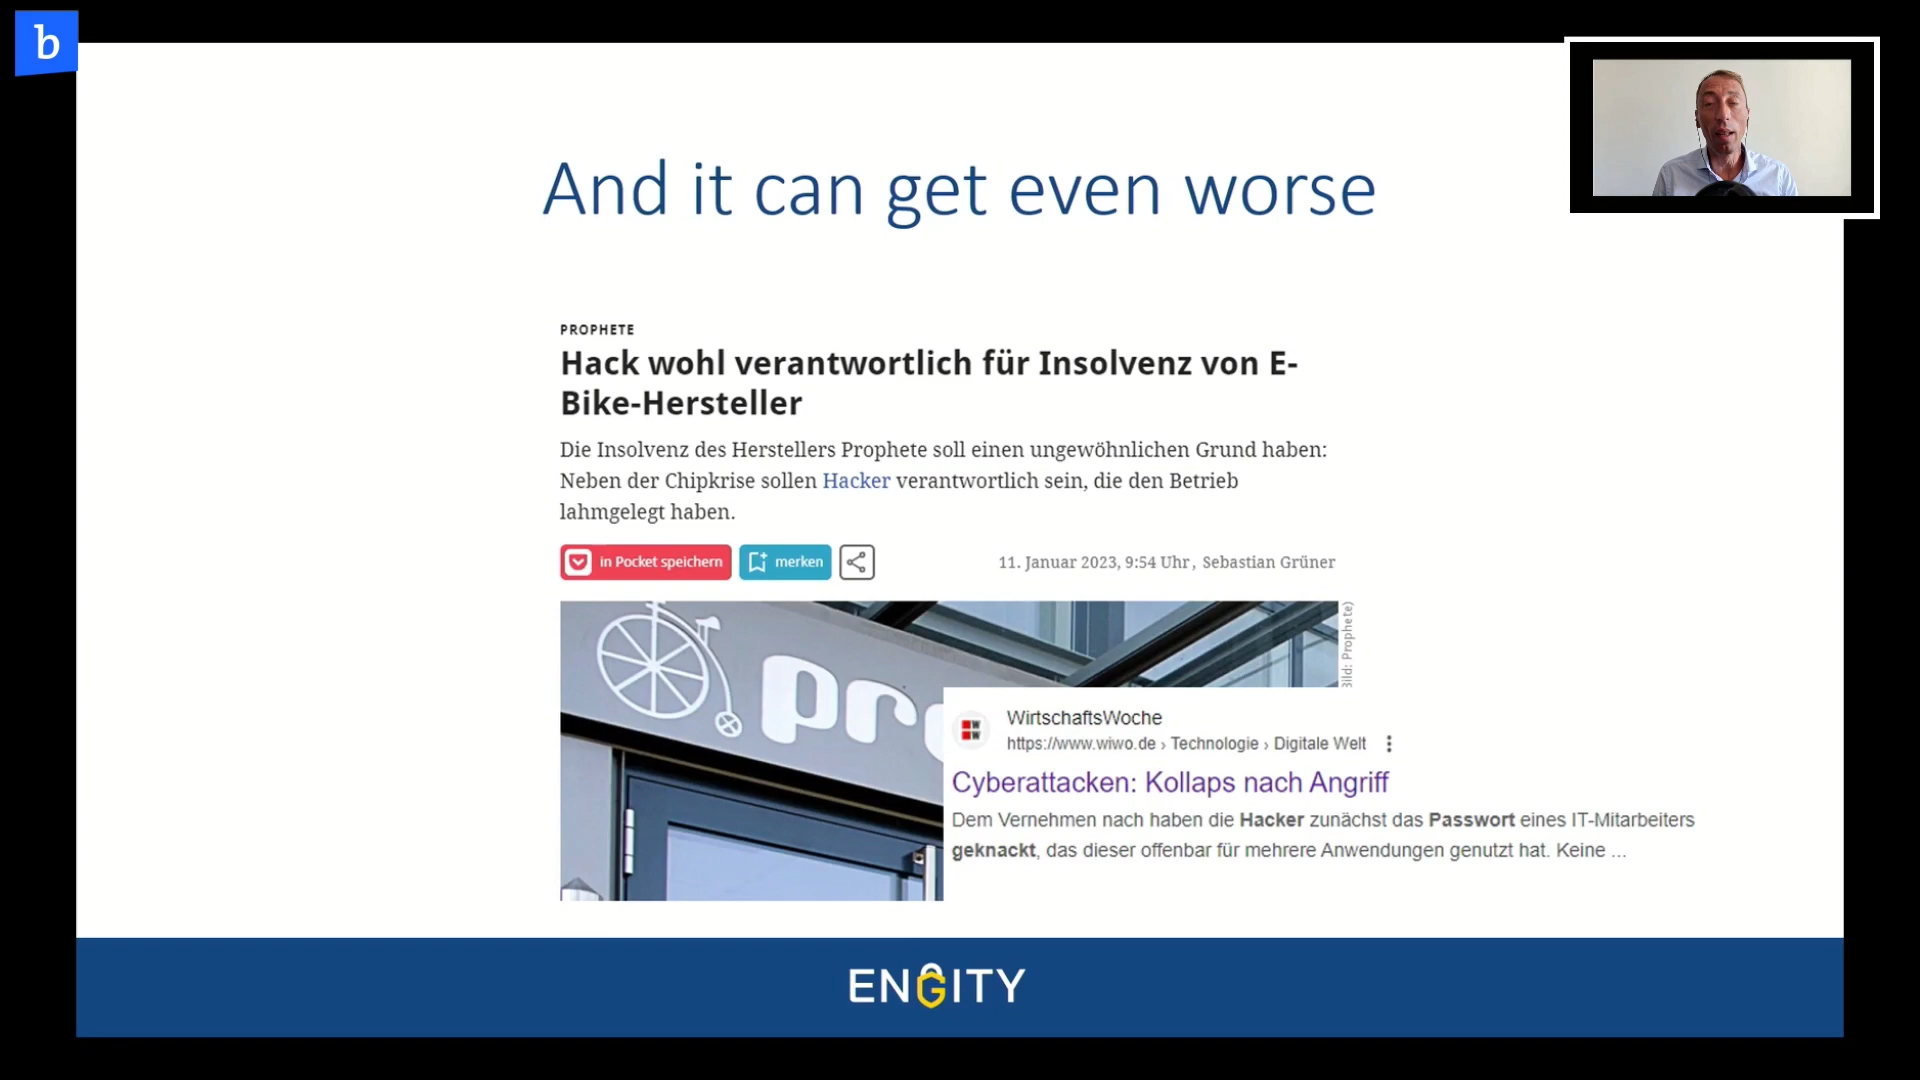 b
And it can get even worse
PROPHETE
Hack wohl verantwortlich für Insolvenz von E-
Bike-Hersteller
Die Insolvenz des Herstellers Prophete soll einen ungewöhnlichen Grund haben:
Neben der Chipkrise sollen Hacker verantwortlich sein, die den Betrieb
lahmgelegt haben.
in Pocket speichern merken 11. Januar 2023, 9:54 Uhr, Sebastian Grüner
Bild: Prophete)
pro
WirtschaftsWoche
https://www.wiwo.de › Technologie › Digitale Welt
Cyberattacken: Kollaps nach Angriff
Dem Vernehmen nach haben die Hacker zunächst das Passwort eines IT-Mitarbeiters
geknackt, das dieser offenbar für mehrere Anwendungen genutzt hat. Keine ...
ENGITY